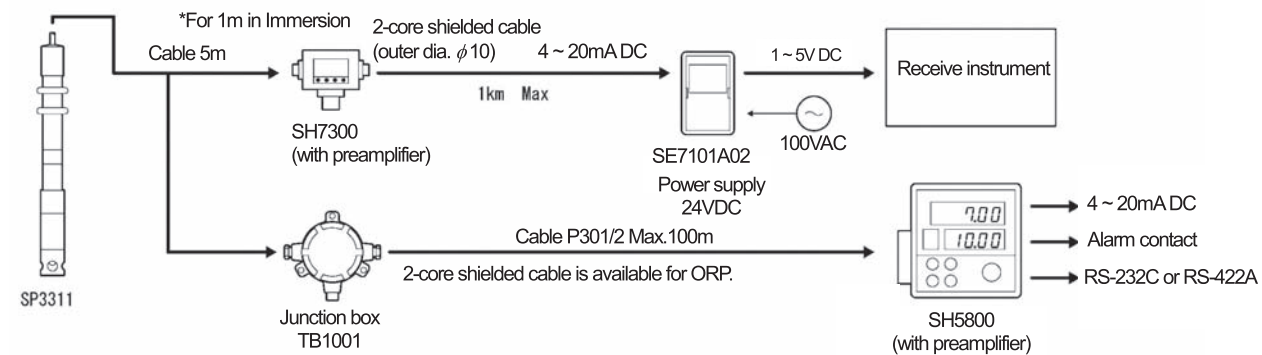 *For 1m in Immersion
Cable 5m
2-core shielded cable
(outer dia. ϕ10)
4 ~ 20mA DC
1km Max
1 ~ 5V DC
Receive instrument
SH7300
(with preamplifier)
100VAC
SE7101A02
Power supply
24VDC
7.00
10.00
4 ~ 20mA DC
Alarm contact
RS-232C or RS-422A
Cable P301/2 Max.100m
2-core shielded cable is available for ORP.
SP3311
Junction box
TB1001
SH5800
(with preamplifier)